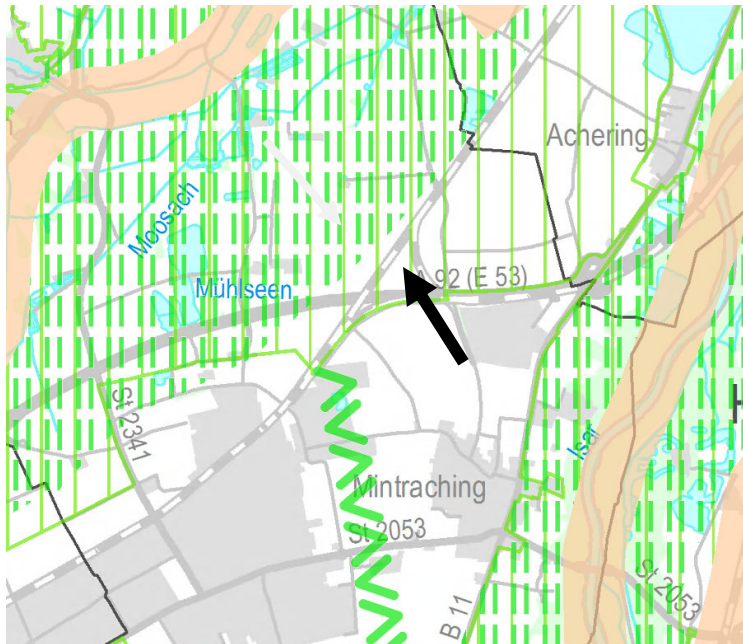 Achering
Moosach
A 92 (E 53)
Mühlseen
St 2341
Isar
Mintraching
St 2053
St 2053
B 11